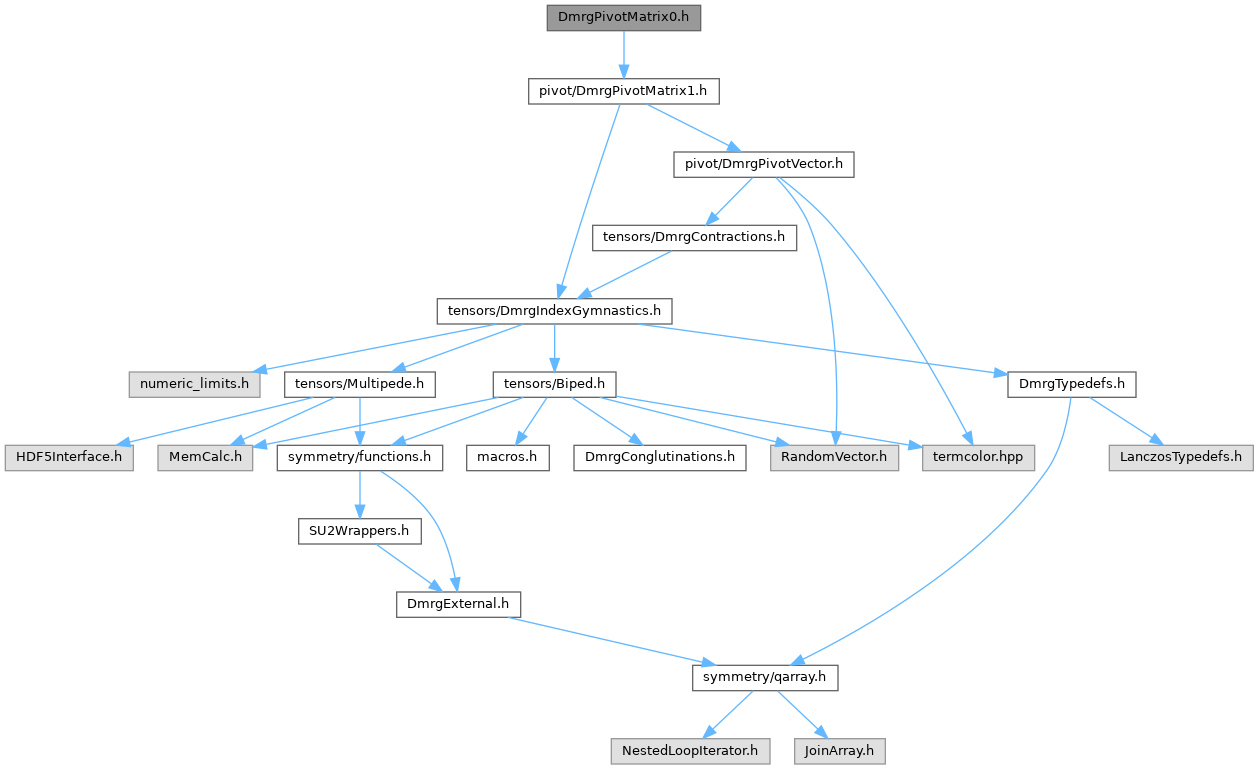 DmrgPivotMatrix0.h
pivot/DmrgPivotMatrix1.h
pivot/DmrgPivotVector.h
tensors/DmrgContractions.h
tensors/DmrgIndexGymnastics.h
numeric_limits.h
tensors/Multipede.h
tensors/Biped.h
DmrgTypedefs.h
HDF5Interface.h
MemCalc.h
symmetry/functions.h
macros.h
DmrgConglutinations.h
RandomVector.h
termcolor.hpp
LanczosTypedefs.h
SU2Wrappers.h
DmrgExternal.h
symmetry/qarray.h
NestedLoopIterator.h
JoinArray.h